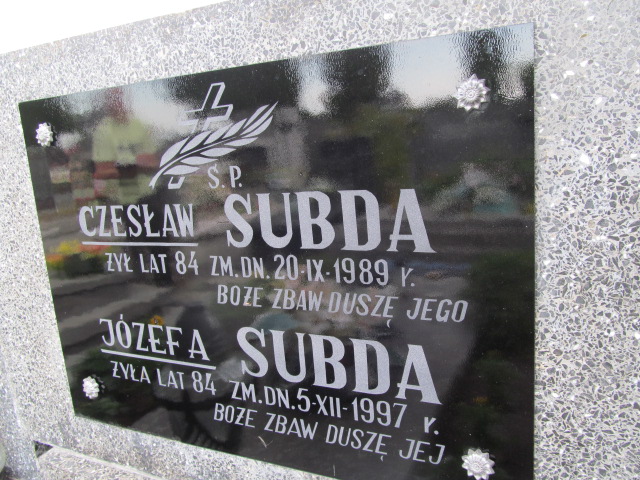 Ś.P.
CZESŁAW SUBDA
ŻYŁ LAT 84 ZM. DN. 20-IX-1989 r.
BOŻE ZBAW DUSZĘ JEGO
JÓZEFA SUBDA
ŻYŁA LAT 84 ZM. DN. 5-XII-1997 r.
BOŻE ZBAW DUSZĘ JEJ